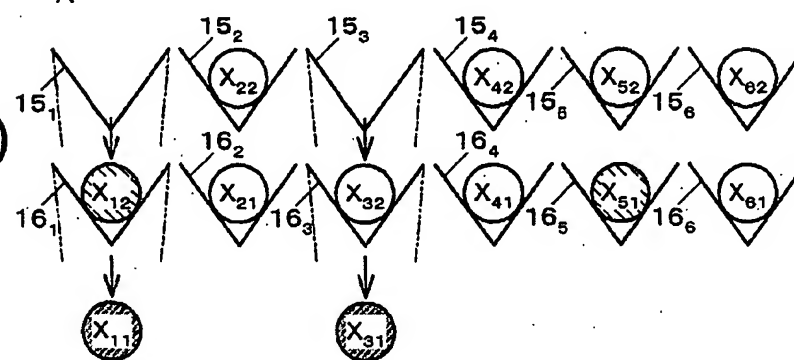 15₁ 15₂ X₂₂ 15₃ 15₄ X₄₂ 15₅ X₅₂ 15₆ X₆₂
16₁ X₁₂ 16₂ X₂₁ 16₃ X₃₂ 16₄ X₄₁ 16₅ X₅₁ 16₆ X₆₁
X₁₁ X₃₁